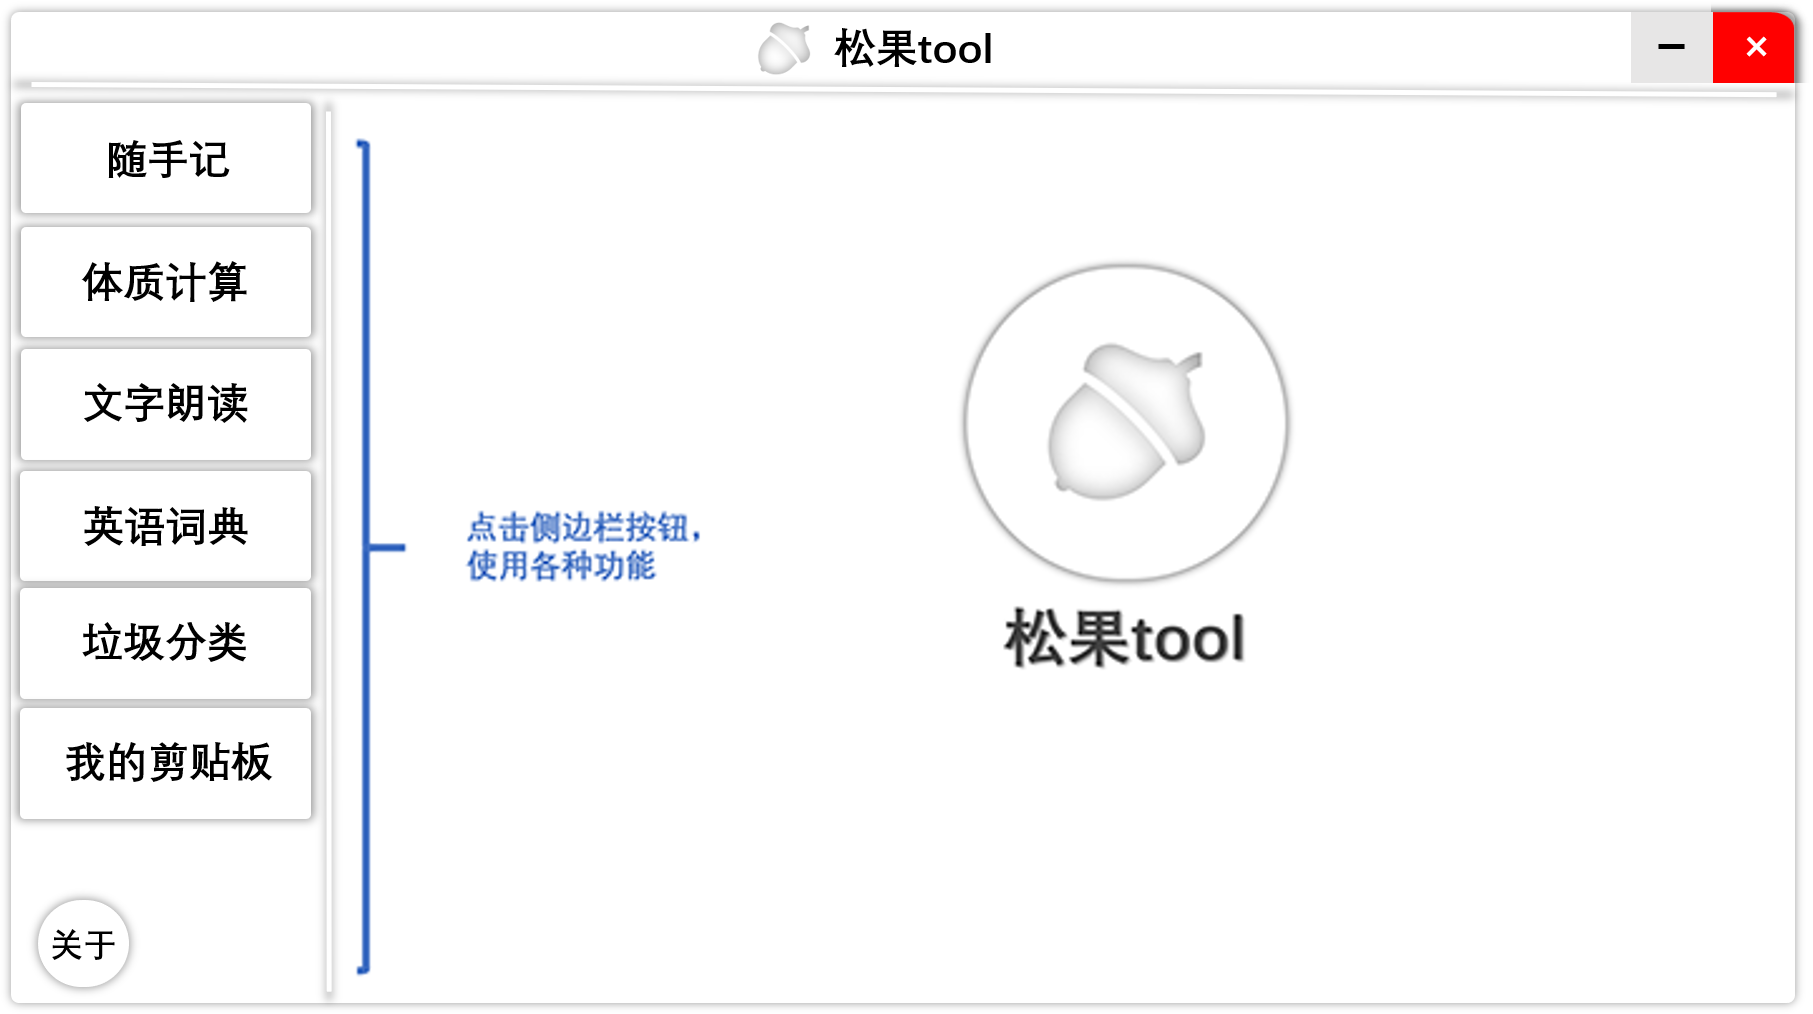 松果tool
随手记
体质计算
文字朗读
英语词典
垃圾分类
我的剪贴板
关于
点击侧边栏按钮，
使用各种功能
松果tool